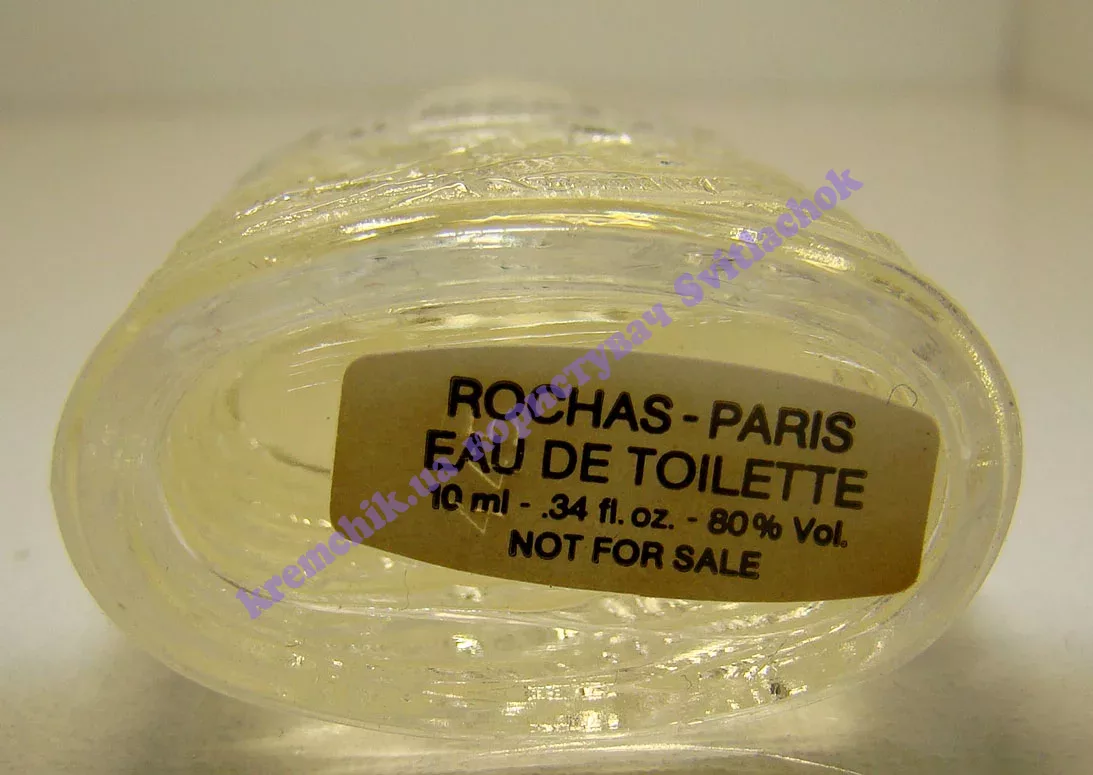 ROCHAS - PARIS
EAU DE TOILETTE
10 ml - .34 fl. oz. - 80% Vol.
NOT FOR SALE
kremchik.ua користувач Svitlachok